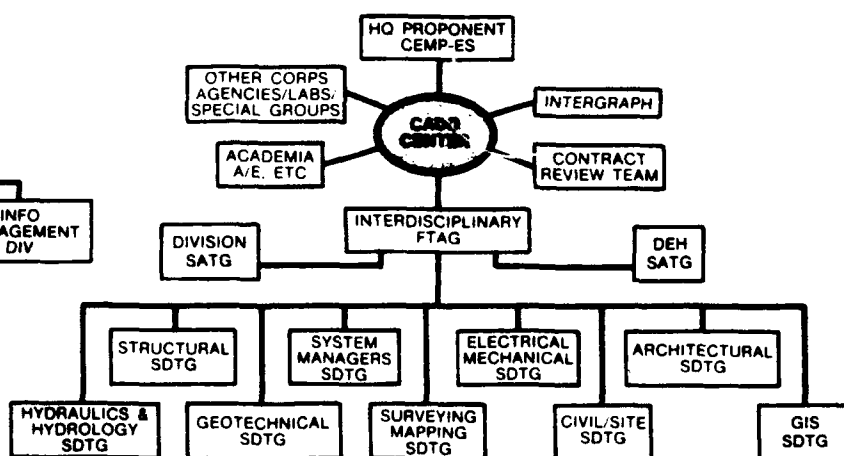 HQ PROPONENT
CEMP-ES
OTHER CORPS
AGENCIES/LABS/
SPECIAL GROUPS
INTERGRAPH
CADD
CENTER
ACADEMIA
A/E, ETC
CONTRACT
REVIEW TEAM
INFO
AGEMENT
DIV
INTERDISCIPLINARY
FTAG
DIVISION
SATG
DEH
SATG
STRUCTURAL
SDTG
SYSTEM
MANAGERS
SDTG
ELECTRICAL
MECHANICAL
SDTG
ARCHITECTURAL
SDTG
HYDRAULICS &
HYDROLOGY
SDTG
GEOTECHNICAL
SDTG
SURVEYING
MAPPING
SDTG
CIVIL/SITE
SDTG
GIS
SDTG